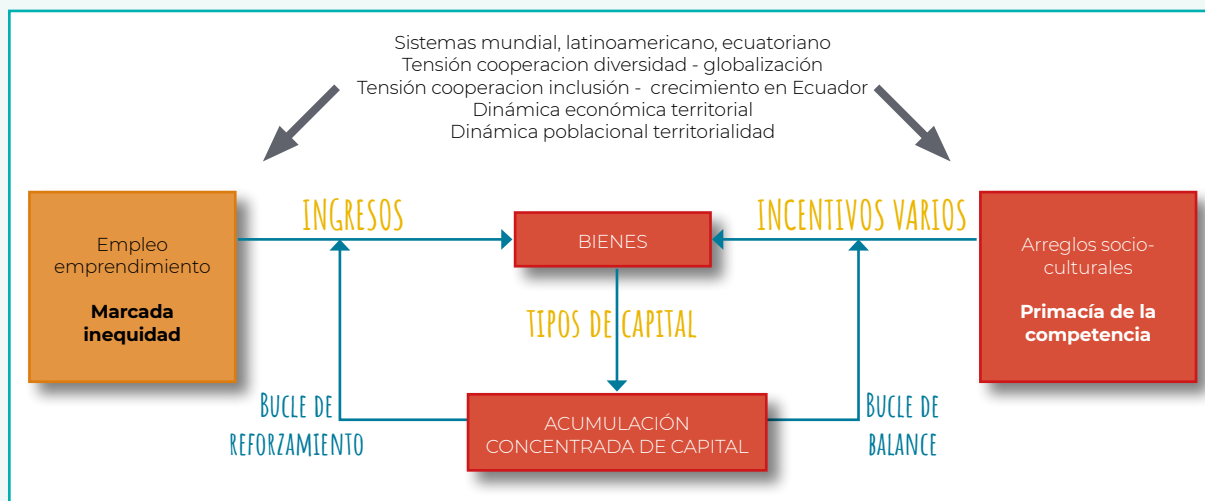 Sistemas mundial, latinoamericano, ecuatoriano
Tensión cooperacion diversidad - globalización
Tensión cooperacion inclusión -  crecimiento en Ecuador
Dinámica económica territorial
Dinámica poblacional territorialidad
INGRESOS
INCENTIVOS VARIOS
Empleo
emprendimiento
Marcada
inequidad
BIENES
Arreglos socio-
culturales
Primacía de la
competencia
TIPOS DE CAPITAL
BUCLE DE
REFORZAMIENTO
ACUMULACIÓN
CONCENTRADA DE CAPITAL
BUCLE DE
BALANCE